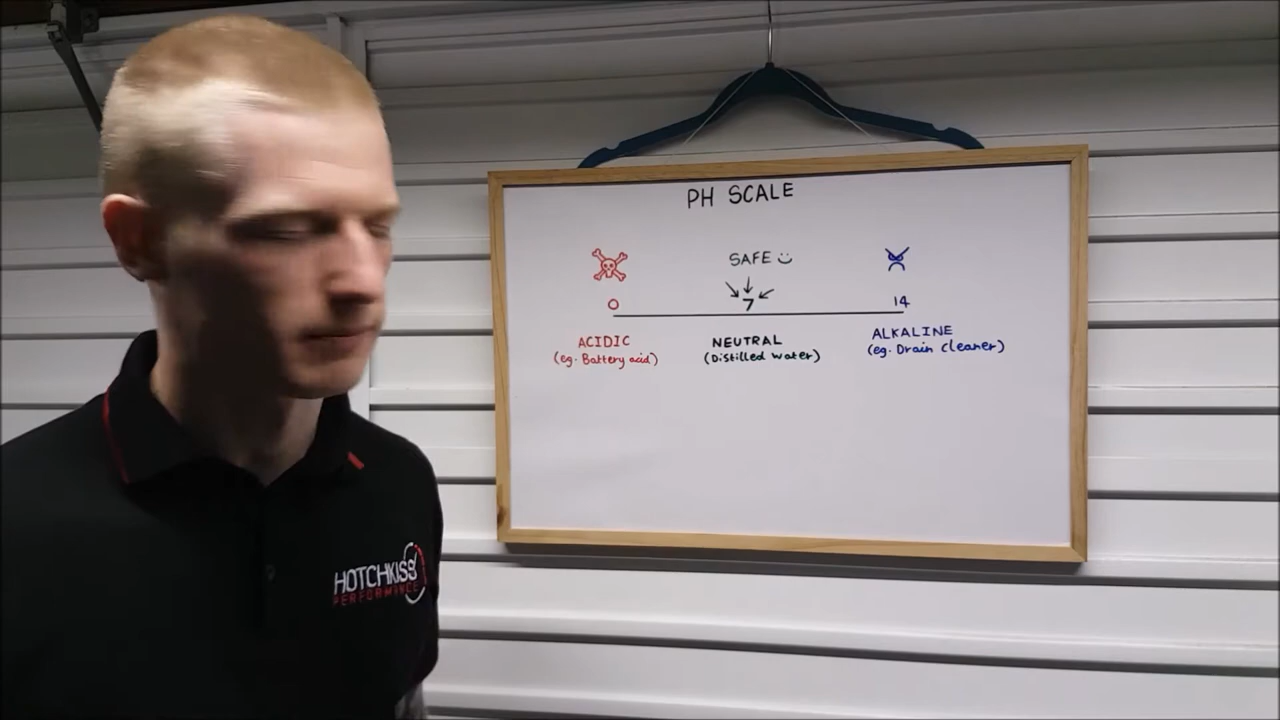 PH SCALE
SAFE
0 7 14
ACIDIC NEUTRAL ALKALINE
(eg. Battery acid) (Distilled water) (eg. Drain cleaner)
HOTCHKISS
PERFORMANCE